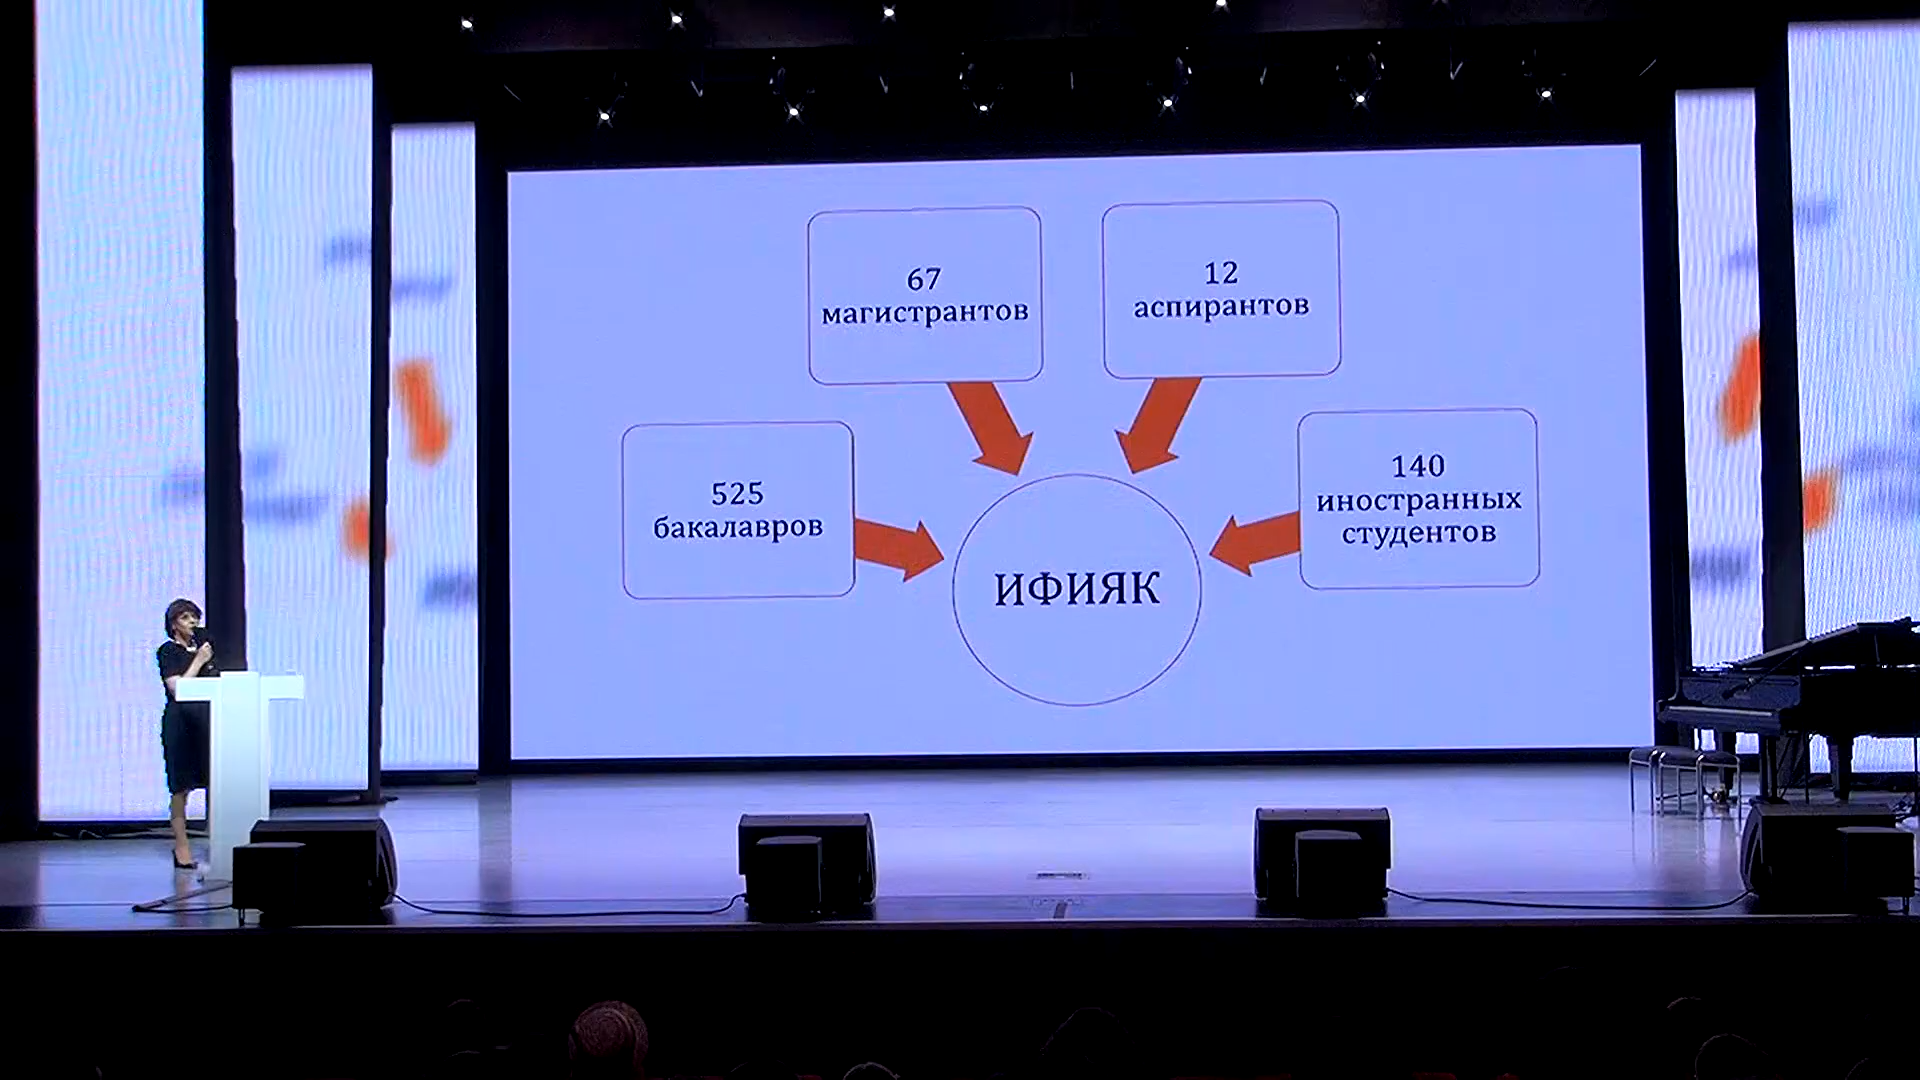 67
магистрантов
12
аспирантов
525
бакалавров
140
иностранных
студентов
ИФИЯК